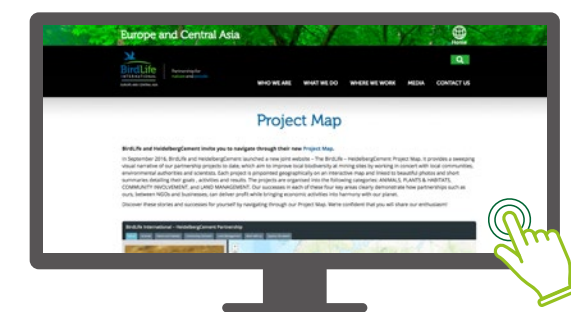 Europe and Central Asia
Home
BirdLife
INTERNATIONAL
Partnership for
nature and people
EUROPE AND CENTRAL ASIA
WHO WE ARE WHAT WE DO WHERE WE WORK MEDIA CONTACT US
Project Map
BirdLife and HeidelbergCement invite you to navigate through their new Project Map.
In September 2016, BirdLife and HeidelbergCement launched a new joint website – The BirdLife – HeidelbergCement Project Map. It provides a sweeping
visual narrative of our partnership projects to date, which aim to improve local biodiversity at mining sites by working in concert with local communities,
environmental authorities and scientists. Each project is pinpointed geographically on an interactive map and linked to beautiful photos and short
summaries detailing their goals, activities and results. The projects are organised into the following categories: ANIMALS, PLANTS & HABITATS,
COMMUNITY INVOLVEMENT, and LAND MANAGEMENT. Our successes in each of these four key areas clearly demonstrate how partnerships such as
ours, between NGOs and businesses, can deliver profit while bringing economic activities into harmony with our planet.
Discover these stories and successes for yourself by navigating through our Project Map. We're confident that you will share our enthusiasm!
BirdLife International – HeidelbergCement Partnership